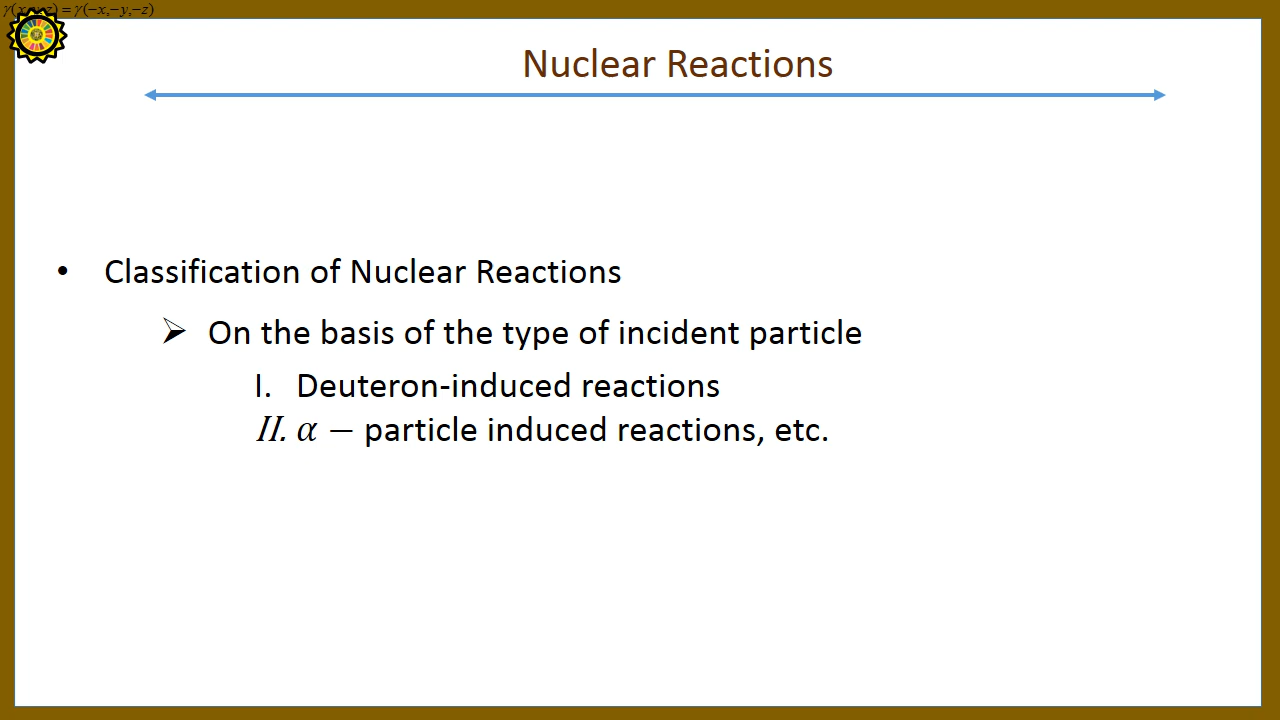 γ(x,y,z) = γ(−x,−y,−z)
Nuclear Reactions
• Classification of Nuclear Reactions
➢ On the basis of the type of incident particle
I. Deuteron-induced reactions
II. α − particle induced reactions, etc.